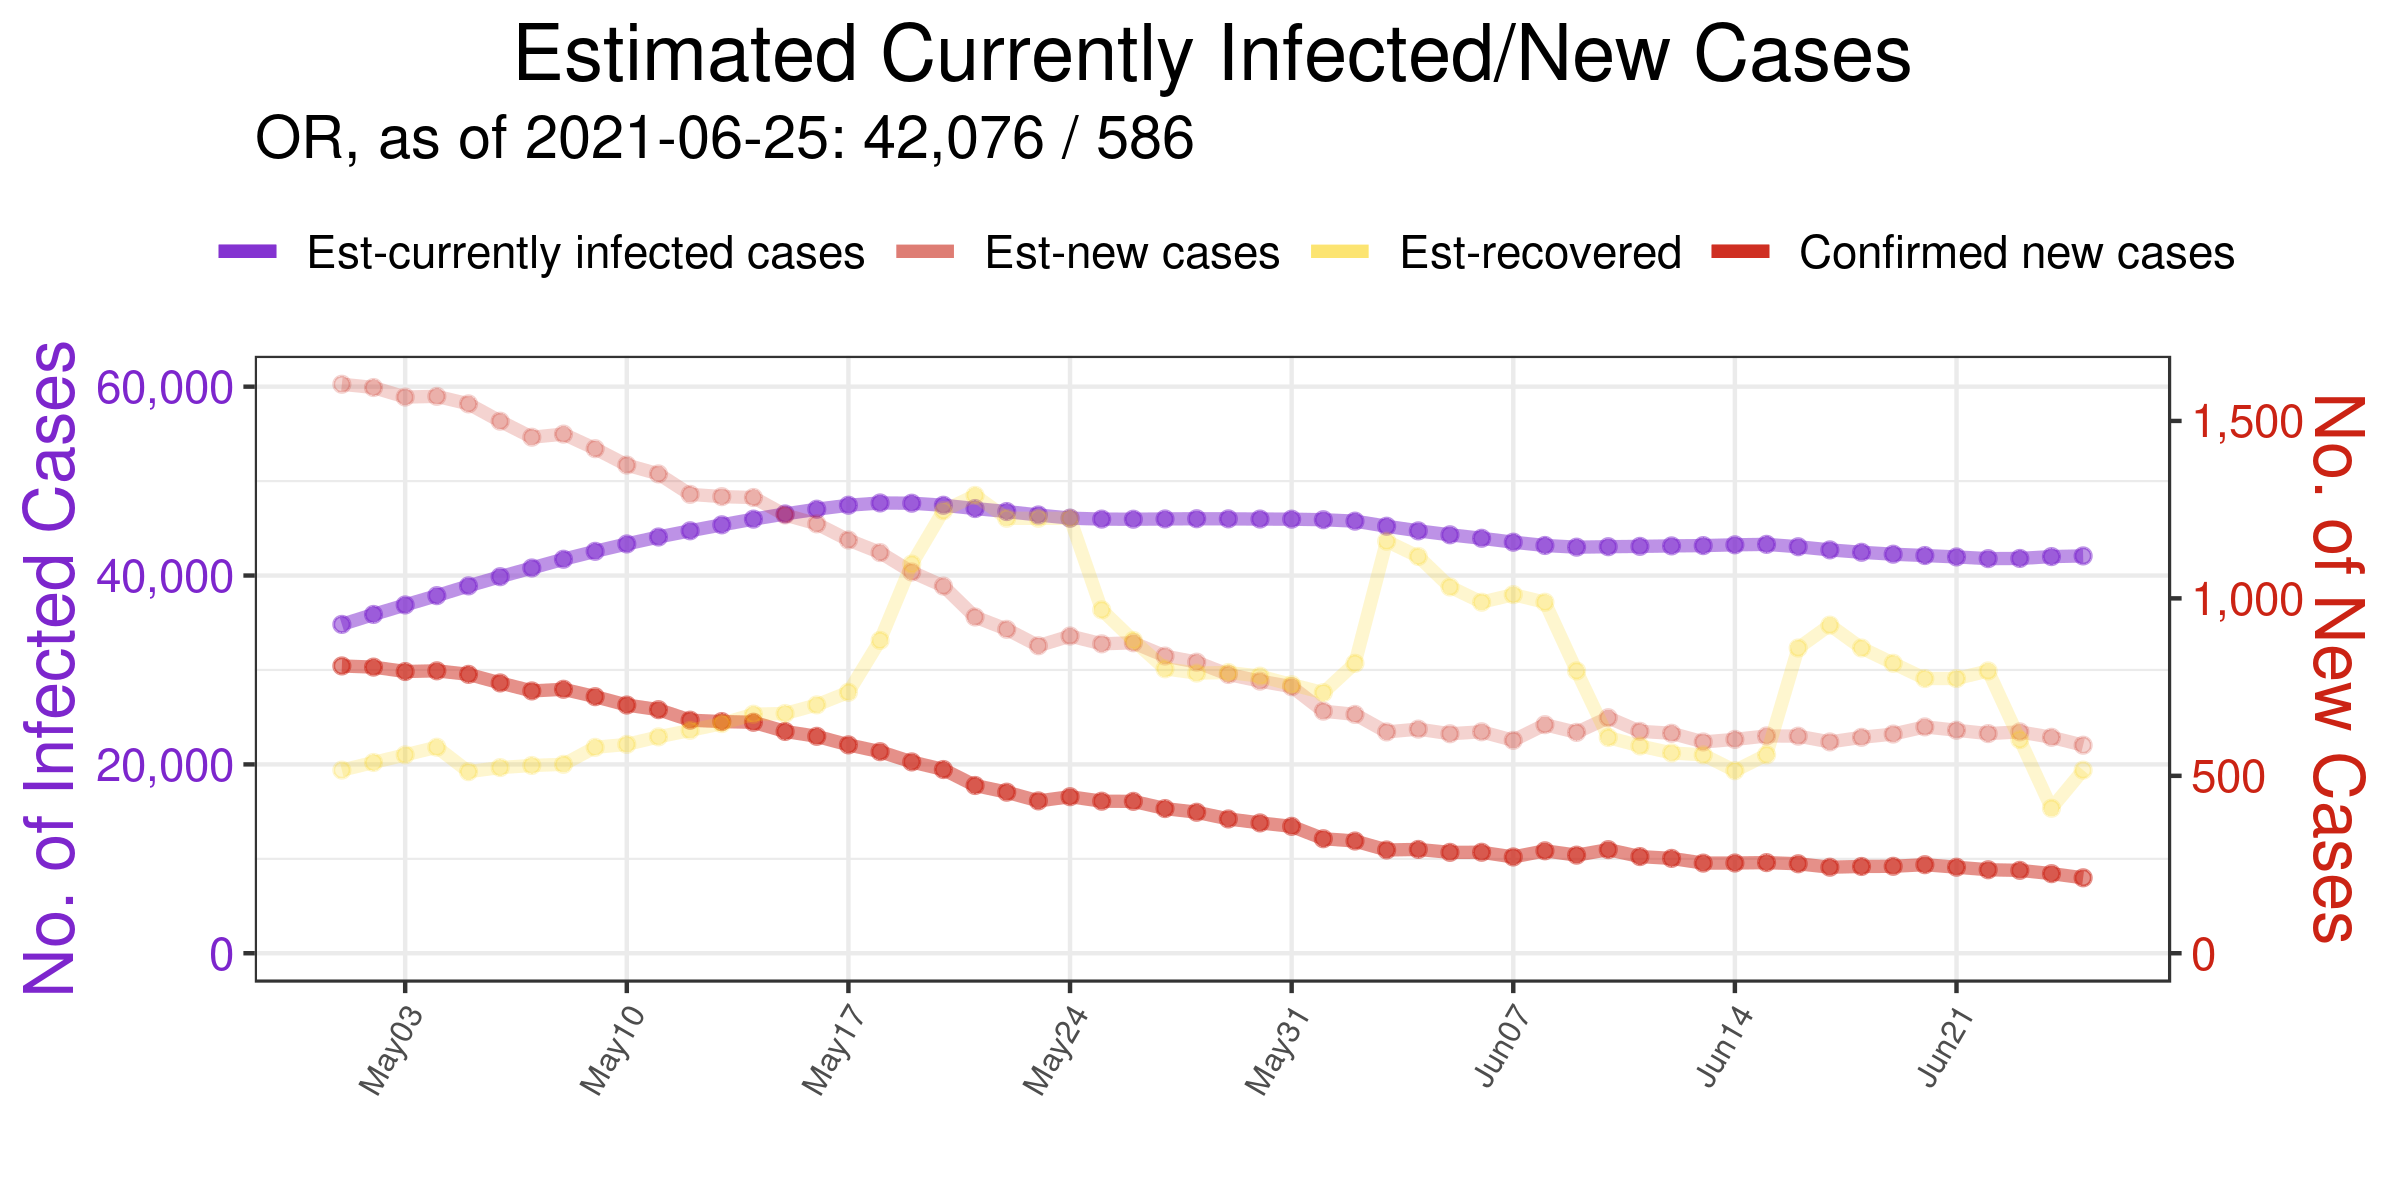 Estimated Currently Infected/New Cases
OR, as of 2021-06-25: 42,076 / 586
Est-currently infected cases Est-new cases Est-recovered Confirmed new cases
No. of Infected Cases
60,000
40,000
20,000
0
1,500
1,000
500
0
No. of New Cases
May03 May10 May17 May24 May31 Jun07 Jun14 Jun21